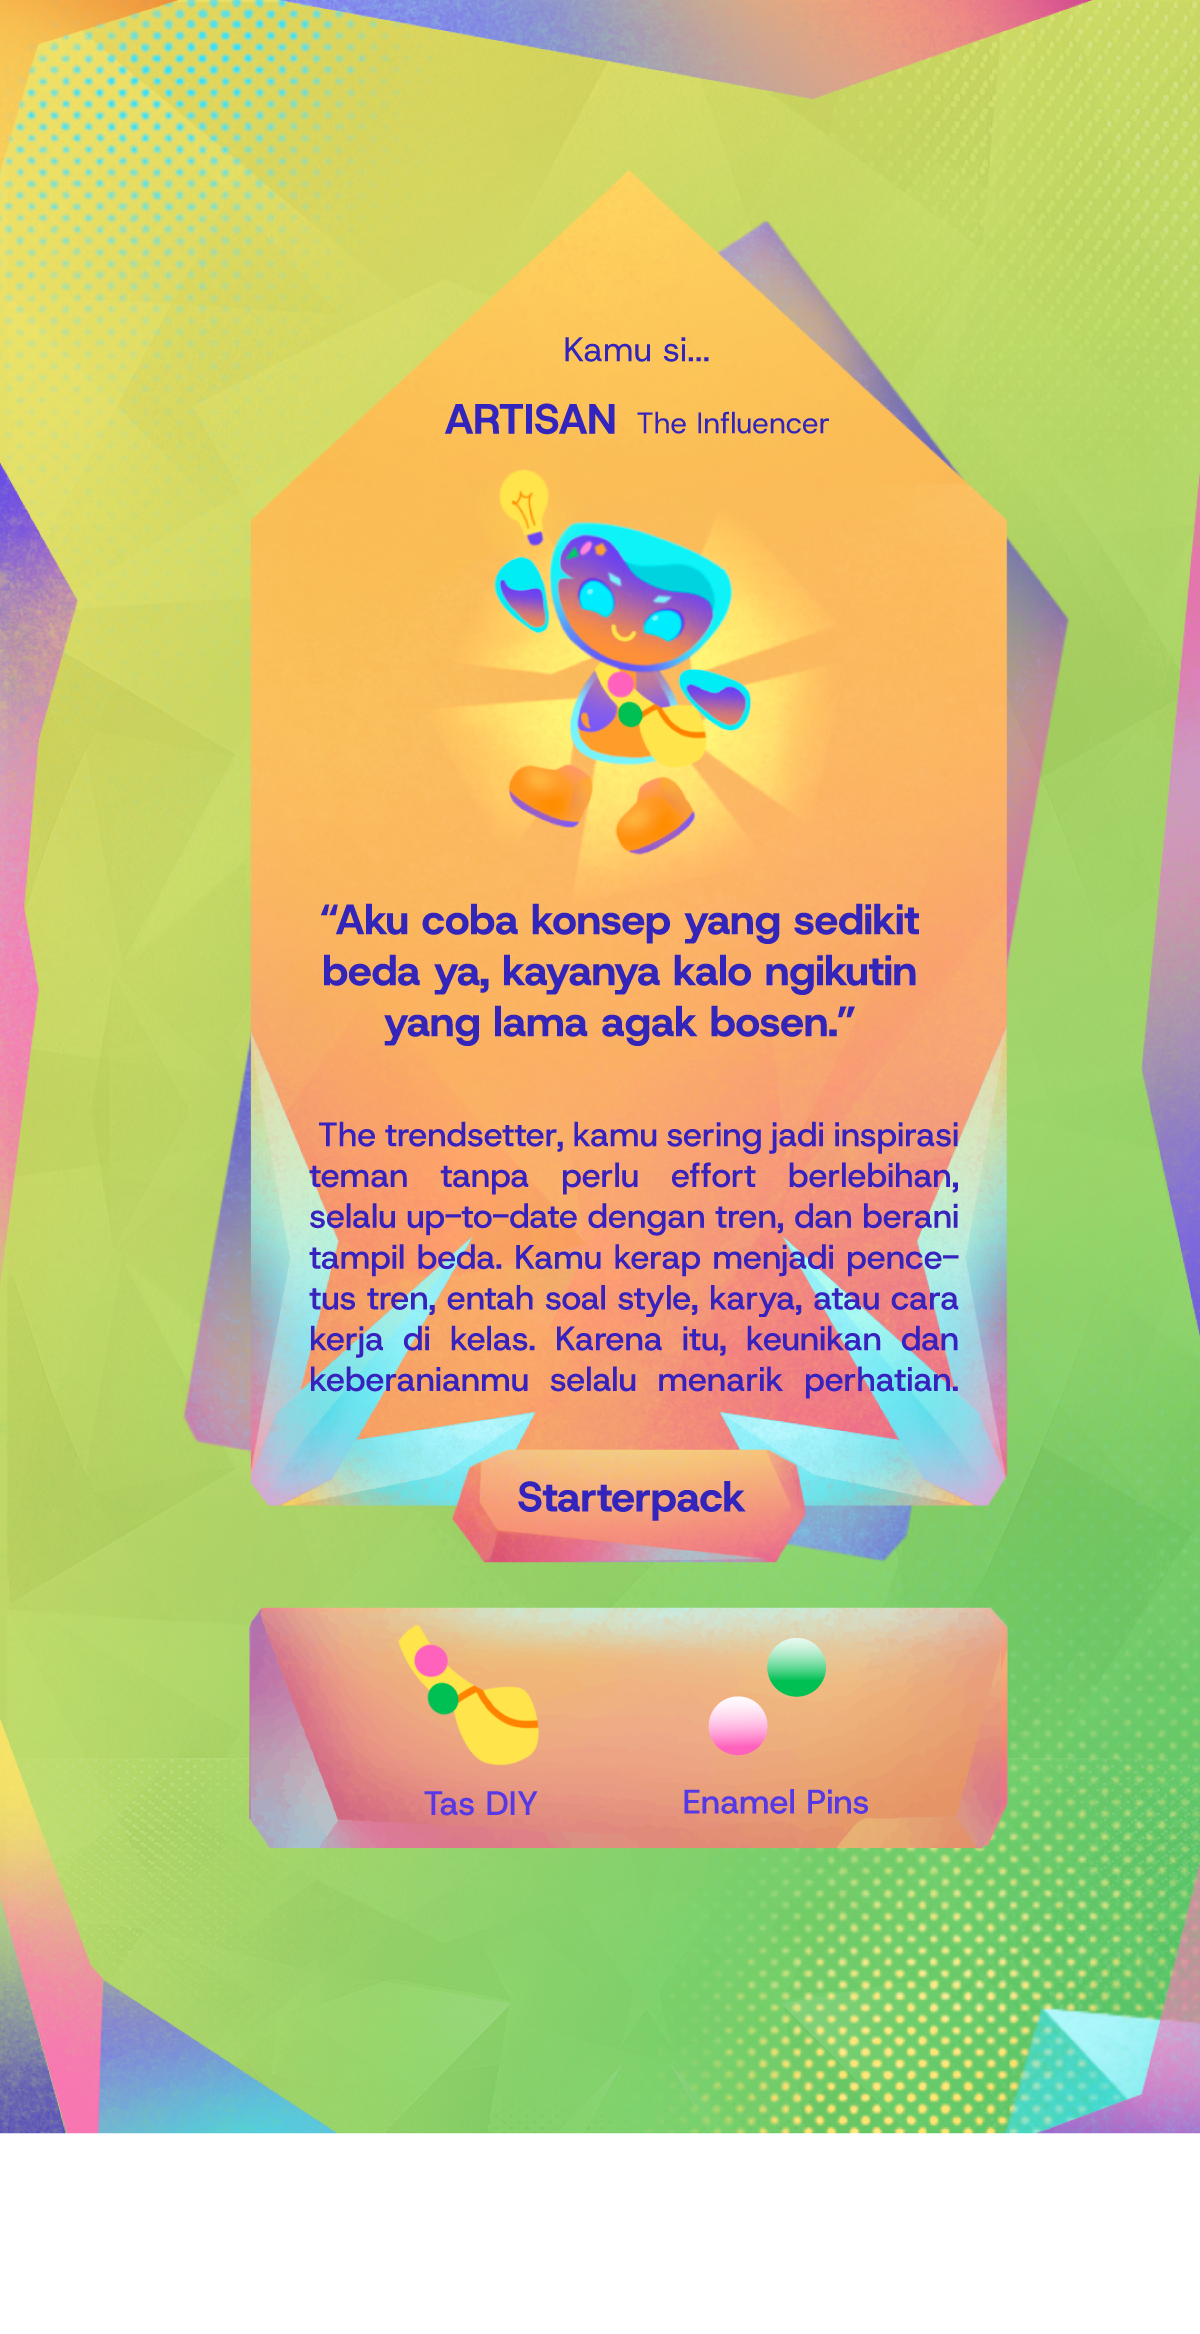 Kamu si...
ARTISAN The Influencer
“Aku coba konsep yang sedikit
beda ya, kayanya kalo ngikutin
yang lama agak bosen.”
The trendsetter, kamu sering jadi inspirasi
teman tanpa perlu effort berlebihan,
selalu up-to-date dengan tren, dan berani
tampil beda. Kamu kerap menjadi pence-
tus tren, entah soal style, karya, atau cara
kerja di kelas. Karena itu, keunikan dan
keberanianmu selalu menarik perhatian.
Starterpack
Tas DIY
Enamel Pins